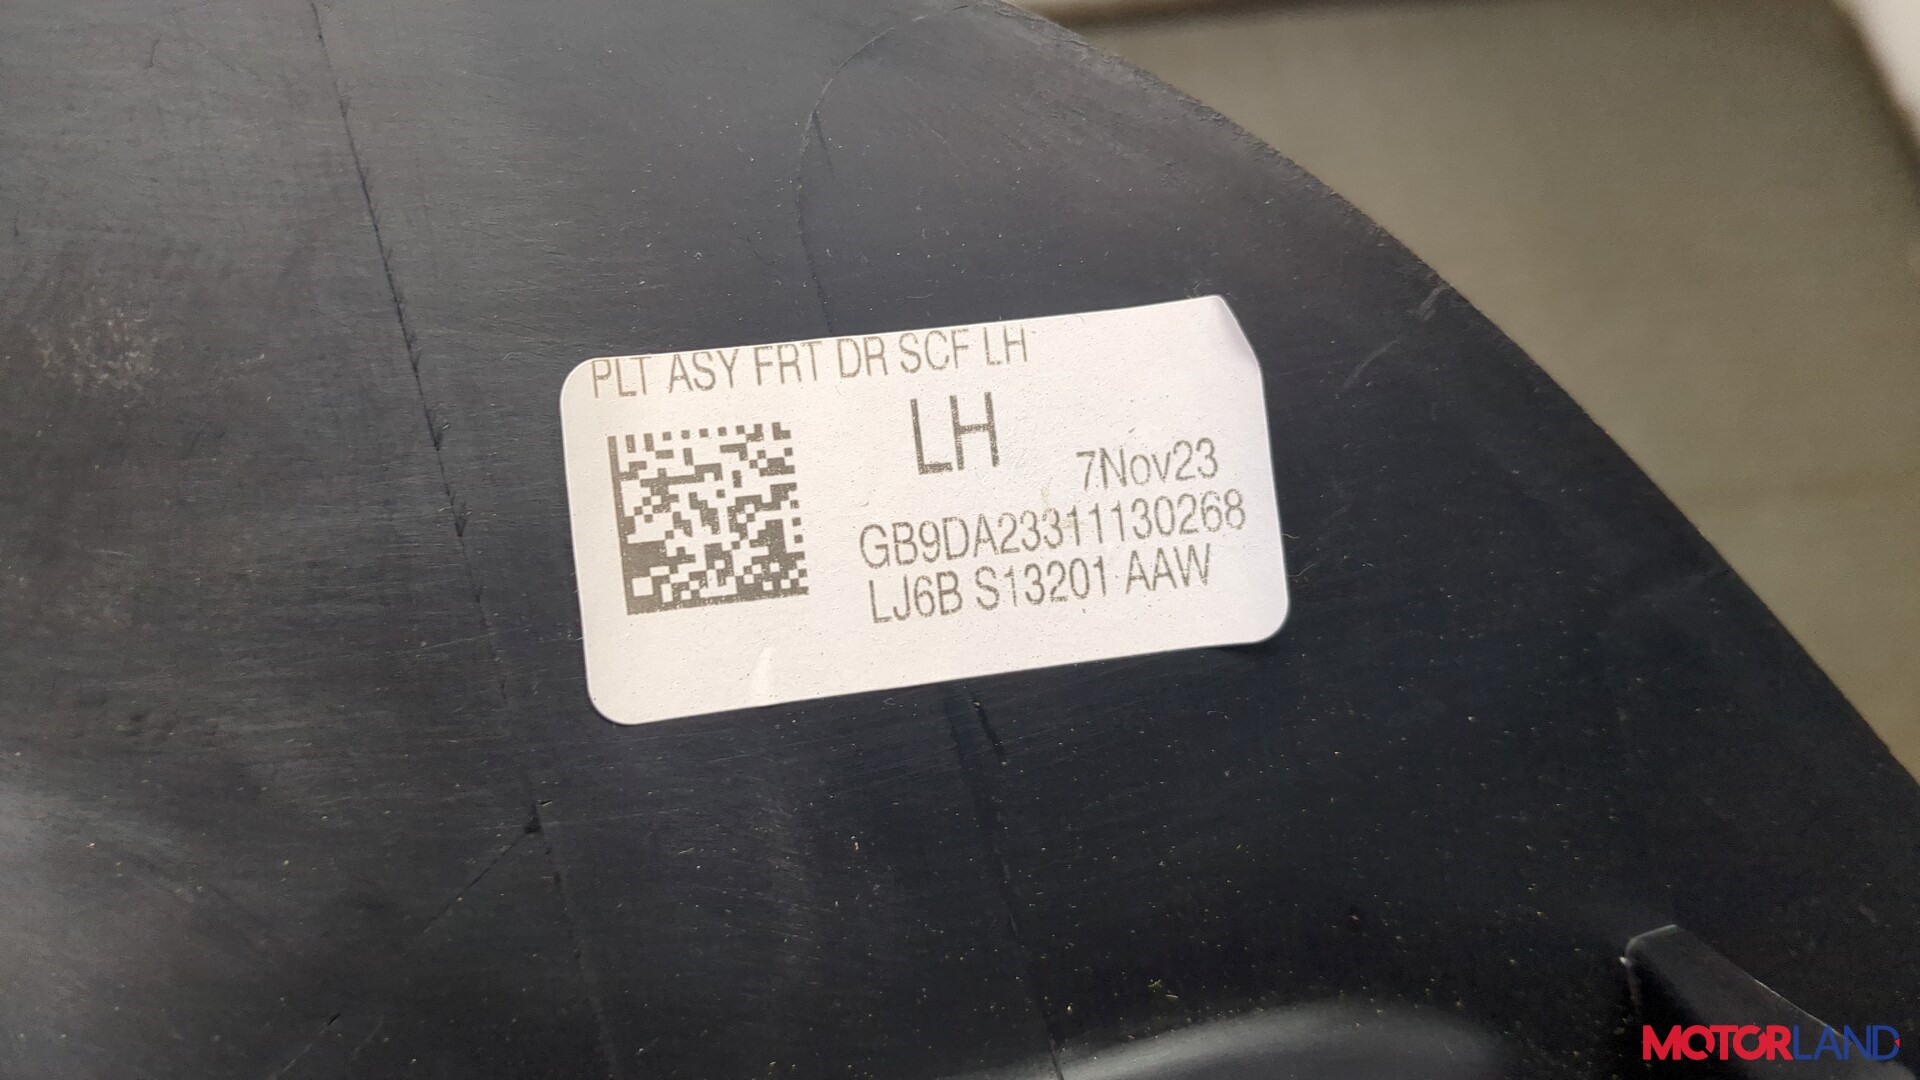 PLT ASY FRT DR SCF LH
LH
7Nov23
GB9DA23311130268
LJ6B S13201 AAW
MOTORLAND